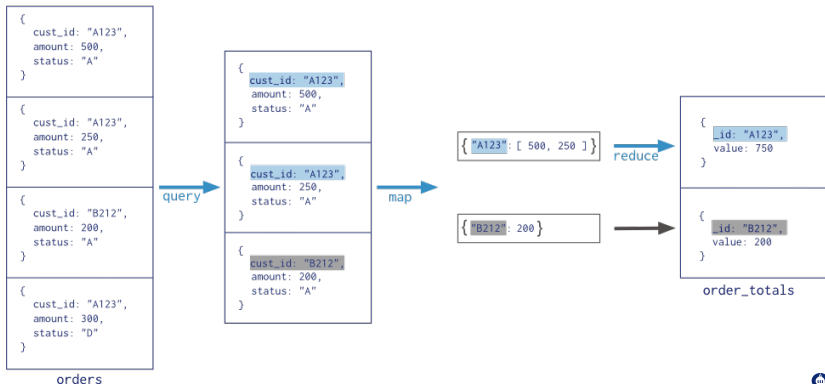 {
cust_id: "A123",
amount: 500,
status: "A"
}
{
cust_id: "A123",
amount: 250,
status: "A"
}
{
cust_id: "B212",
amount: 200,
status: "A"
}
{
cust_id: "A123",
amount: 300,
status: "D"
}
orders
query
{
cust_id: "A123",
amount: 500,
status: "A"
}
{
cust_id: "A123",
amount: 250,
status: "A"
}
{
cust_id: "B212",
amount: 200,
status: "A"
}
map
{ "A123": [ 500, 250 ] }
{ "B212": 200 }
reduce
{
_id: "A123",
value: 750
}
{
_id: "B212",
value: 200
}
order_totals